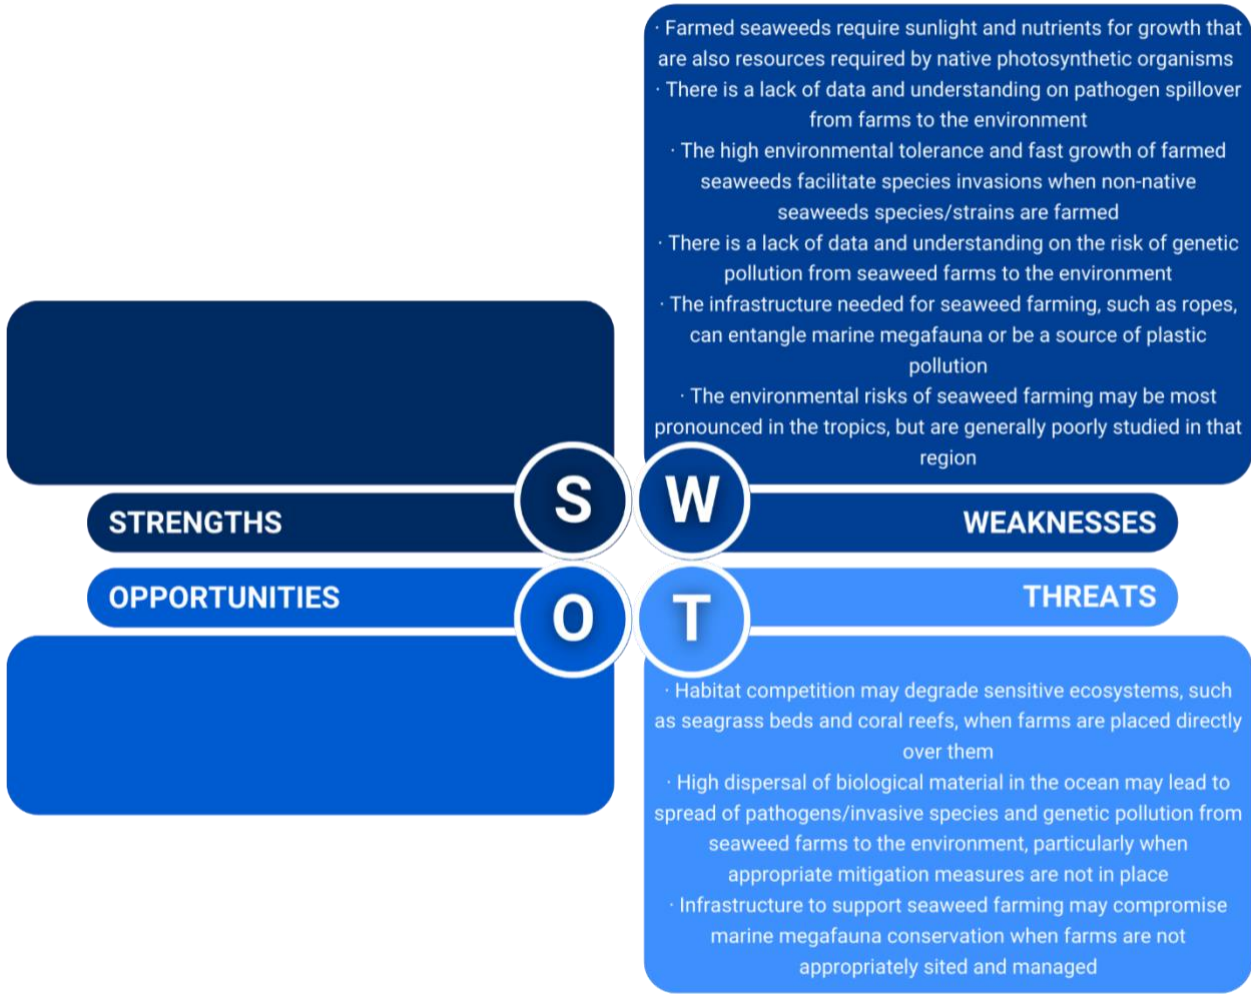 · Farmed seaweeds require sunlight and nutrients for growth that
are also resources required by native photosynthetic organisms
· There is a lack of data and understanding on pathogen spillover
from farms to the environment
· The high environmental tolerance and fast growth of farmed
seaweeds facilitate species invasions when non-native
seaweeds species/strains are farmed
· There is a lack of data and understanding on the risk of genetic
pollution from seaweed farms to the environment
· The infrastructure needed for seaweed farming, such as ropes,
can entangle marine megafauna or be a source of plastic
pollution
· The environmental risks of seaweed farming may be most
pronounced in the tropics, but are generally poorly studied in that
region
STRENGTHS
S
W
WEAKNESSES
OPPORTUNITIES
O
T
THREATS
· Habitat competition may degrade sensitive ecosystems, such
as seagrass beds and coral reefs, when farms are placed directly
over them
· High dispersal of biological material in the ocean may lead to
spread of pathogens/invasive species and genetic pollution from
seaweed farms to the environment, particularly when
appropriate mitigation measures are not in place
· Infrastructure to support seaweed farming may compromise
marine megafauna conservation when farms are not
appropriately sited and managed